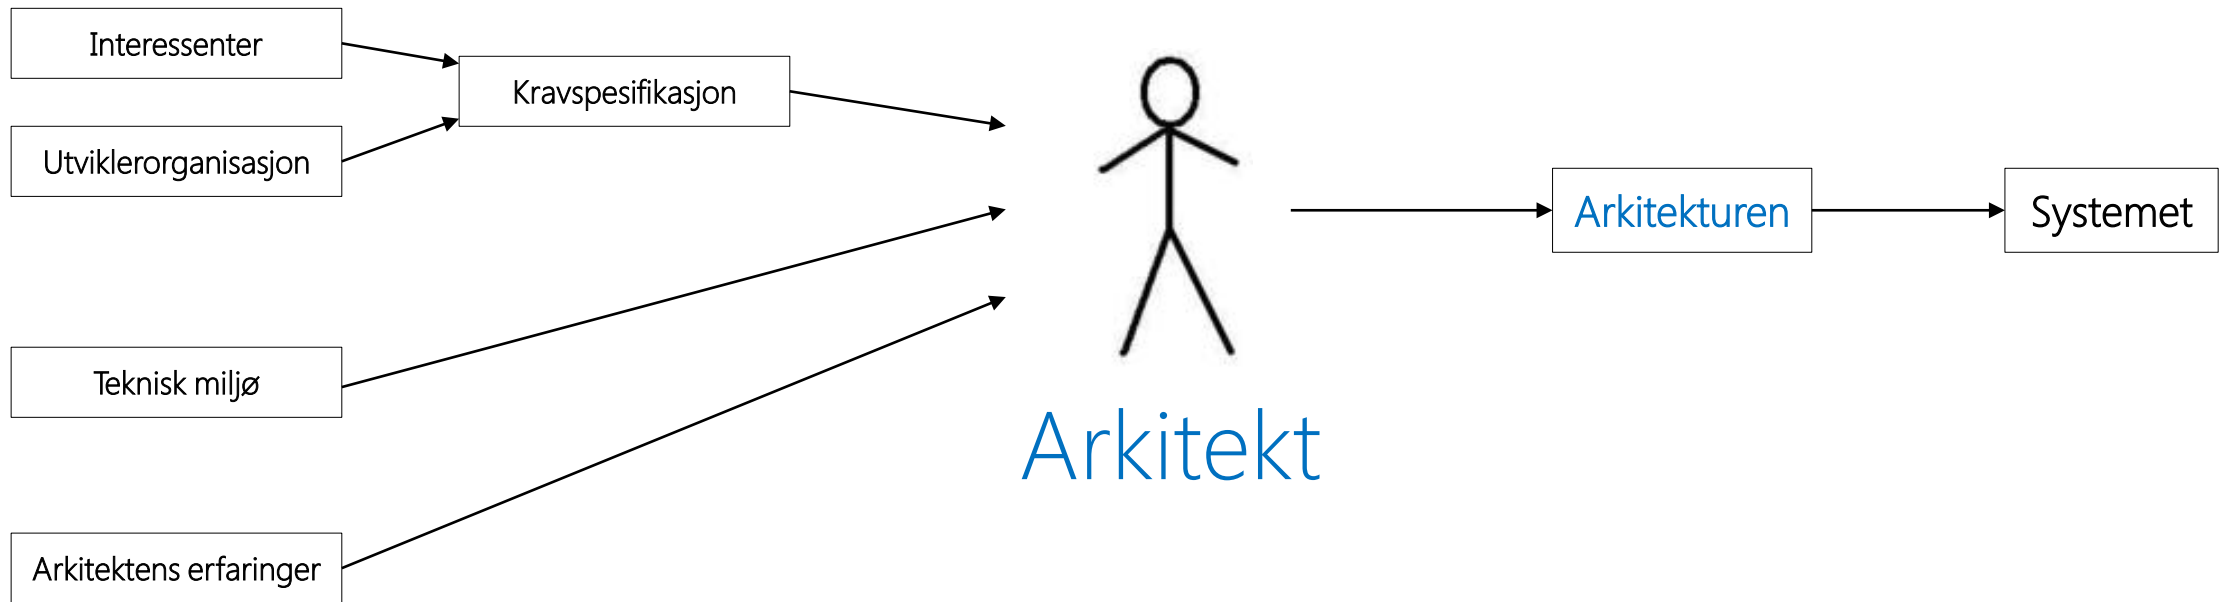 Interessenter
Kravspesifikasjon
Utviklerorganisasjon
Arkitekturen
Systemet
Teknisk miljø
Arkitekt
Arkitektens erfaringer